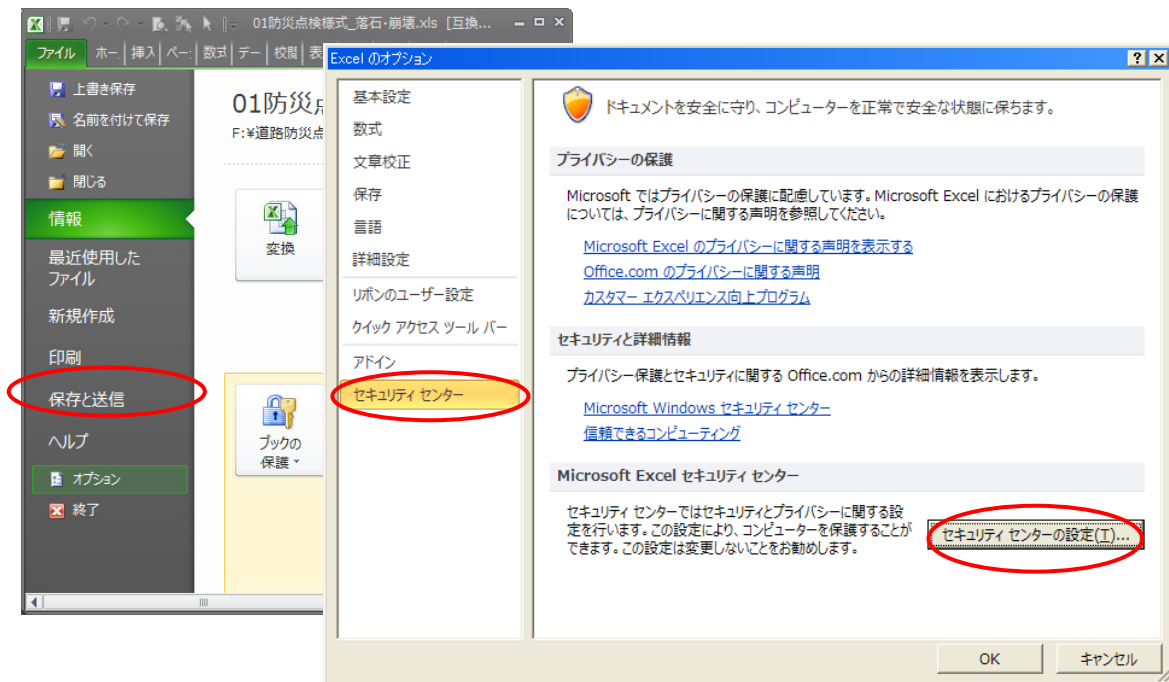 01防災点検様式_落石・崩壊.xls [互換...
ファイル
ホー
挿入
ペー
数式
デー
校閲
表
上書き保存
名前を付けて保存
開く
閉じる
情報
最近使用した
ファイル
新規作成
印刷
保存と送信
ヘルプ
オプション
終了
01防災点
F:¥道路防災点
変換
ブックの
保護
Excel のオプション
基本設定
数式
文章校正
保存
言語
詳細設定
リボンのユーザー設定
クイック アクセス ツール バー
アドイン
セキュリティ センター
ドキュメントを安全に守り、コンピューターを正常で安全な状態に保ちます。
プライバシーの保護
Microsoft ではプライバシーの保護に配慮しています。Microsoft Excel におけるプライバシーの保護
については、プライバシーに関する声明を参照してください。
Microsoft Excel のプライバシーに関する声明を表示する
Office.com のプライバシーに関する声明
カスタマー エクスペリエンス向上プログラム
セキュリティと詳細情報
プライバシー保護とセキュリティに関する Office.com からの詳細情報を表示します。
Microsoft Windows セキュリティ センター
信頼できるコンピューティング
Microsoft Excel セキュリティ センター
セキュリティ センターではセキュリティとプライバシーに関する設
定を行います。この設定により、コンピューターを保護することが
できます。この設定は変更しないことをお勧めします。
セキュリティ センターの設定(T)...
OK
キャンセル